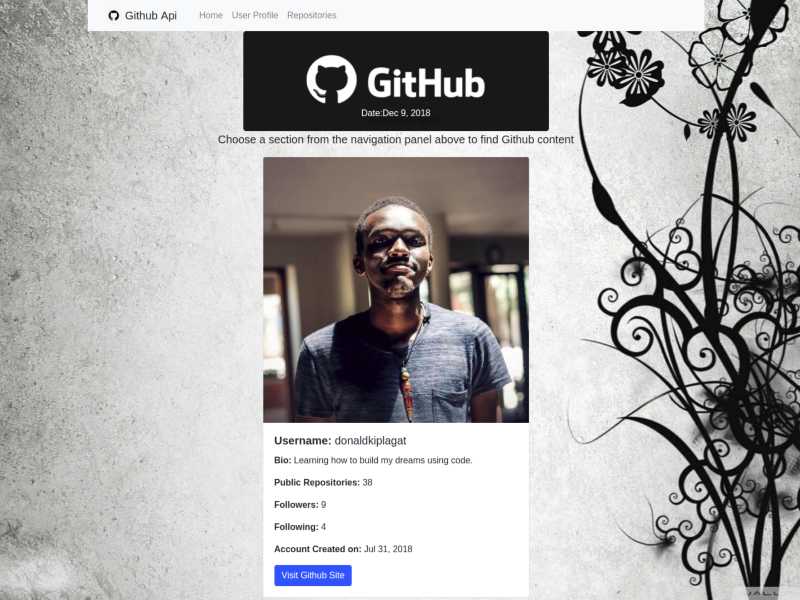 Github Api Home User Profile Repositories
GitHub
Date:Dec 9, 2018
Choose a section from the navigation panel above to find Github content
Username: donaldkiplagat
Bio: Learning how to build my dreams using code.
Public Repositories: 38
Followers: 9
Following: 4
Account Created on: Jul 31, 2018
Visit Github Site